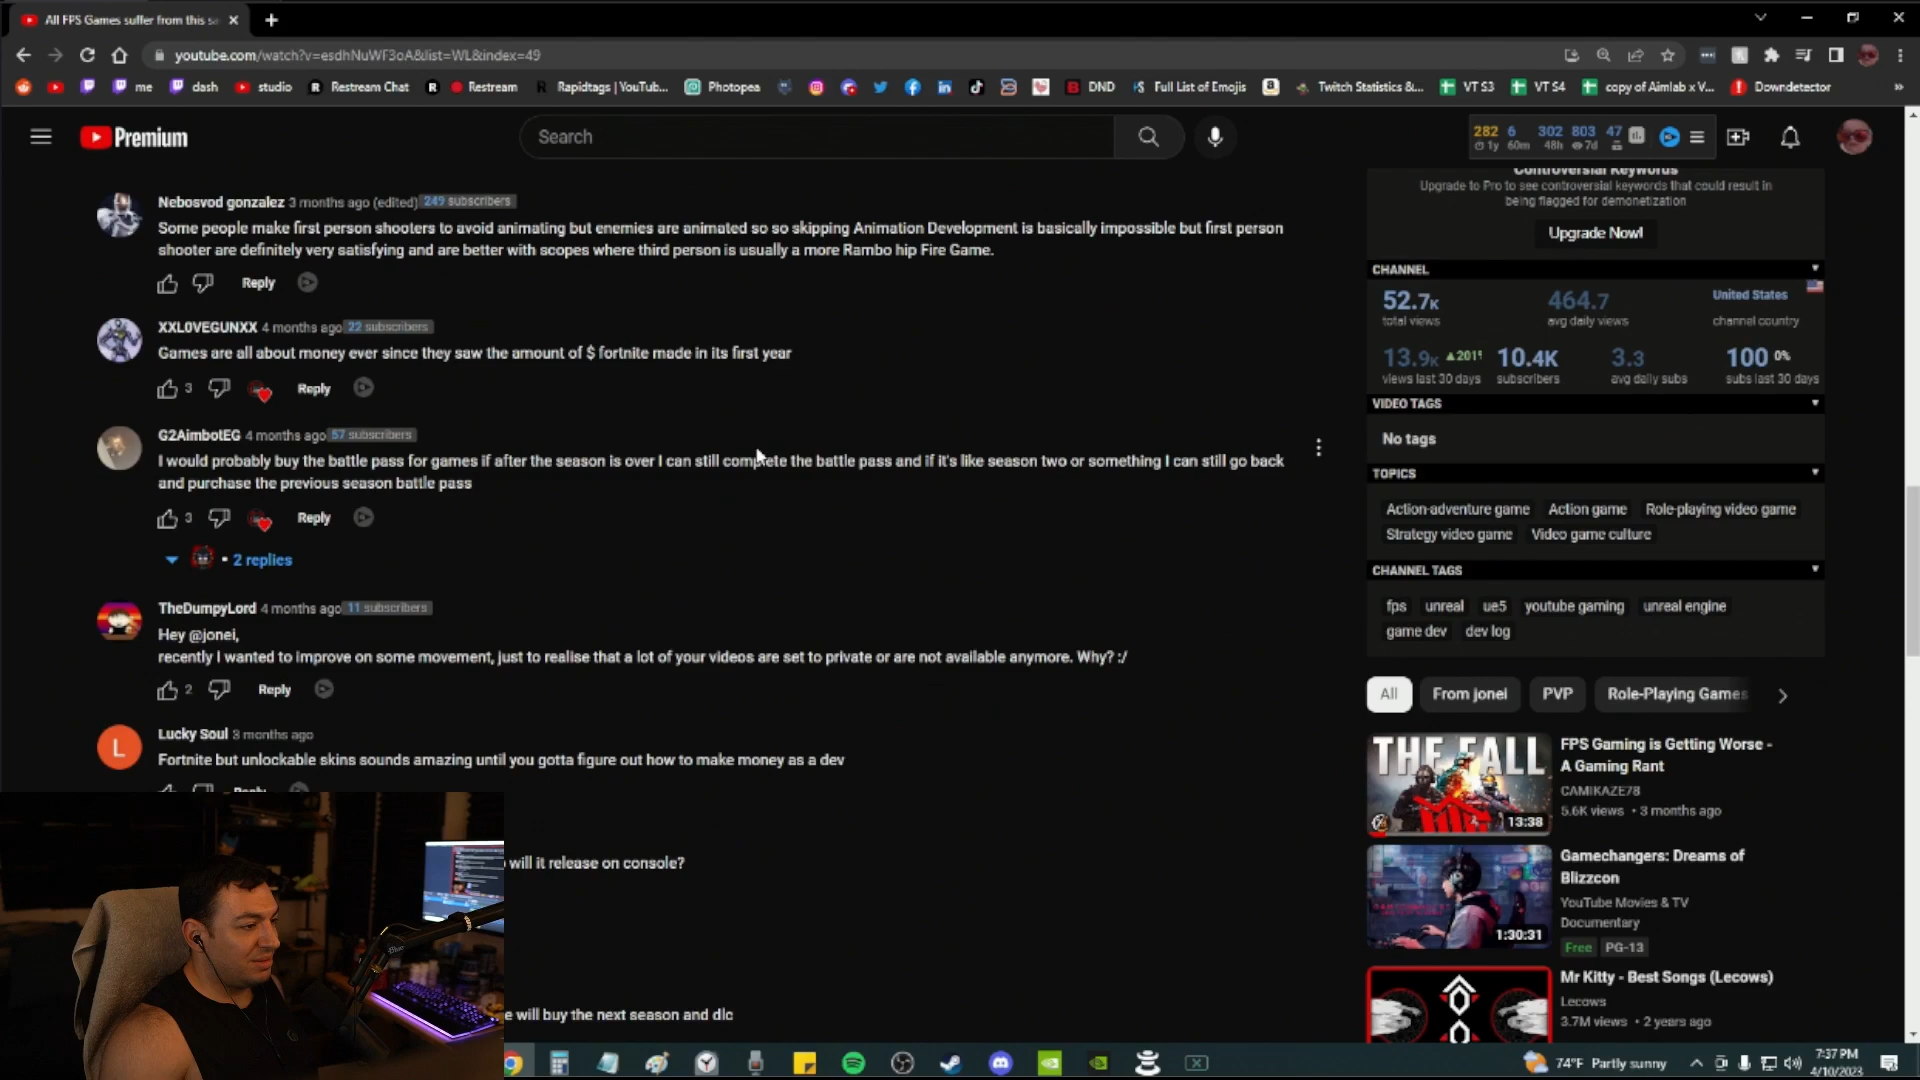 All FPS Games suffer from this sa
youtube.com/watch?v=esdhNuWF3oA&list=WL&index=49
me
dash
studio
Restream Chat
Restream
Rapidtags | YouTub...
Photopea
DND
Full List of Emojis
Twitch Statistics &...
VT S3
VT S4
copy of Aimlab x V...
Downdetector
Premium
Search
282 6 302 803 47
1y 60m 48h 7d
Nebosvod gonzalez 3 months ago (edited) 249 subscribers
Some people make first person shooters to avoid animating but enemies are animated so so skipping Animation Development is basically impossible but first person
shooter are definitely very satisfying and are better with scopes where third person is usually a more Rambo hip Fire Game.
Reply
XXL0VEGUNXX 4 months ago 22 subscribers
Games are all about money ever since they saw the amount of $ fortnite made in its first year
3 Reply
G2AimbotEG 4 months ago 57 subscribers
I would probably buy the battle pass for games if after the season is over I can still complete the battle pass and if it's like season two or something I can still go back
and purchase the previous season battle pass
3 Reply
• 2 replies
TheDumpyLord 4 months ago 11 subscribers
Hey @jonei,
recently I wanted to improve on some movement, just to realise that a lot of your videos are set to private or are not available anymore. Why? :/
2 Reply
L
Lucky Soul 3 months ago
Fortnite but unlockable skins sounds amazing until you gotta figure out how to make money as a dev
Reply
will it release on console?
e will buy the next season and dlc
Controversial Keywords
Upgrade to Pro to see controversial keywords that could result in
being flagged for demonetization
Upgrade Now!
CHANNEL
52.7K 464.7 United States
total views avg daily views channel country
13.9K 10.4K 3.3 100 0%
views last 30 days subscribers avg daily subs subs last 30 days
VIDEO TAGS
No tags
TOPICS
Action-adventure game Action game Role-playing video game
Strategy video game Video game culture
CHANNEL TAGS
fps unreal ue5 youtube gaming unreal engine
game dev dev log
All From jonei PVP Role-Playing Games
THE FALL
13:38
FPS Gaming is Getting Worse -
A Gaming Rant
CAMIKAZE78
5.6K views • 3 months ago
1:30:31
Gamechangers: Dreams of
Blizzcon
YouTube Movies & TV
Documentary
Free PG-13
Mr Kitty - Best Songs (Lecows)
Lecows
3.7M views • 2 years ago
Blue
74°F Partly sunny
7:37 PM
4/10/2023